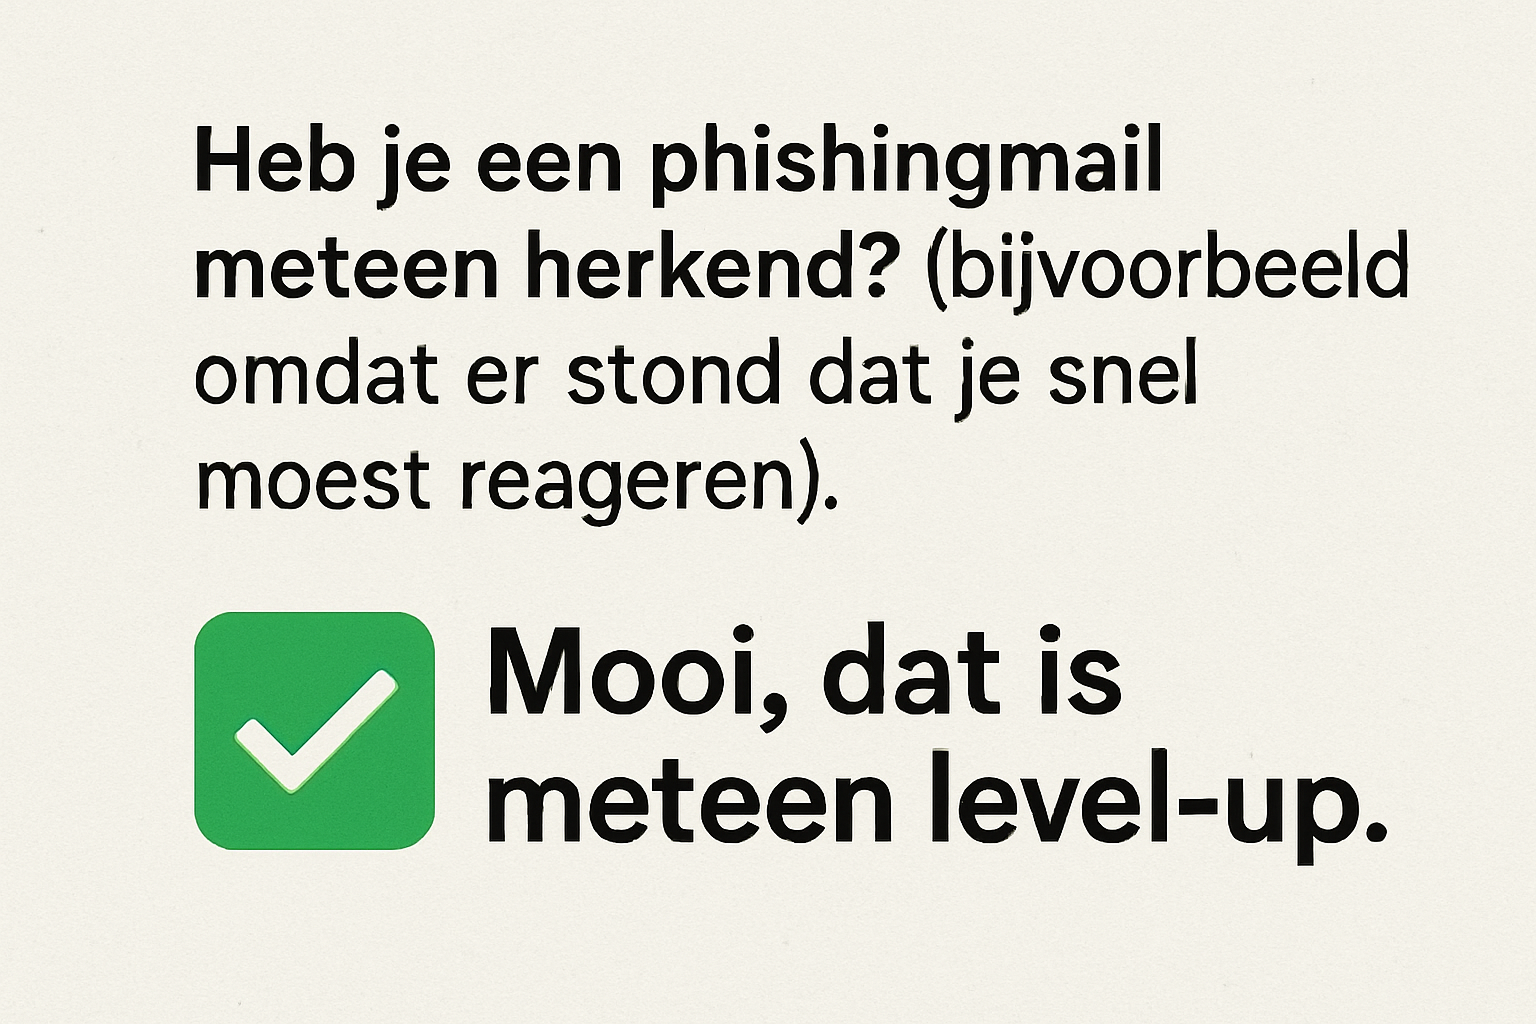 Heb je een phishingmail
meteen herkend? (bijvoorbeeld
omdat er stond dat je snel
moest reageren).
Mooi, dat is
meteen level-up.